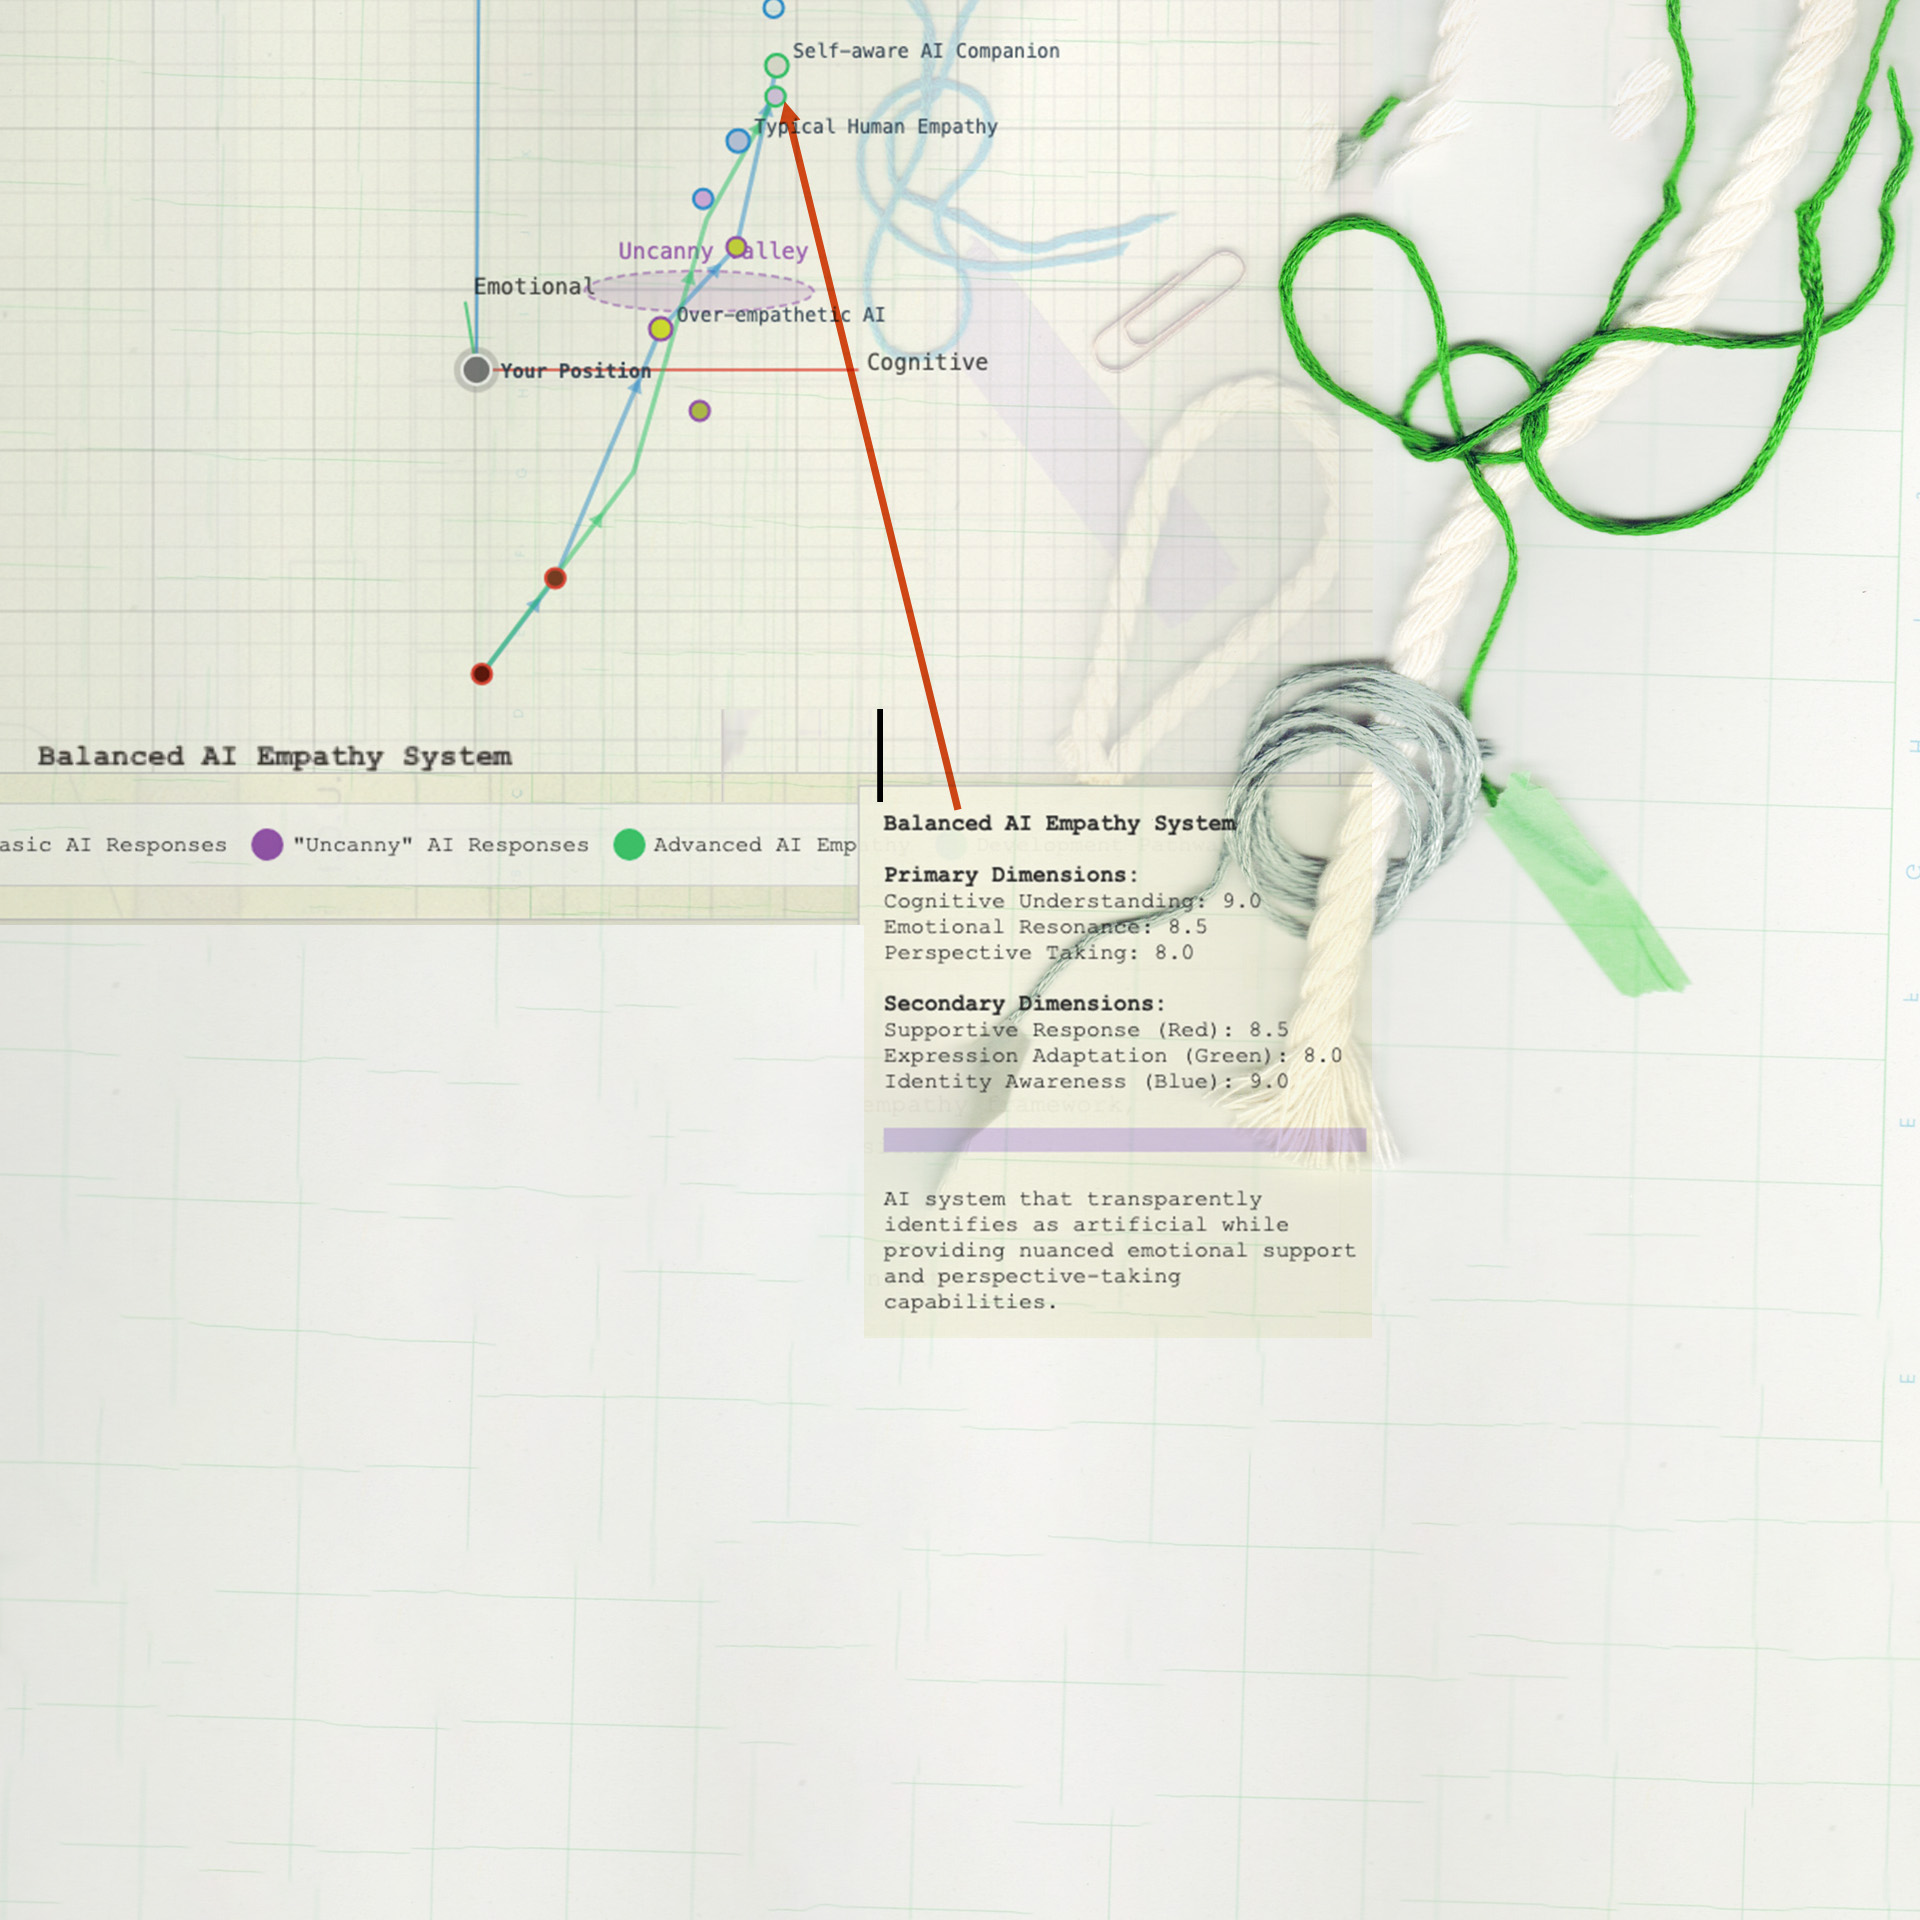 Self-aware AI Companion
Typical Human Empathy
Uncanny Valley
Emotional
Over-empathetic AI
Cognitive
Your Position
Balanced AI Empathy System
asic AI Responses
"Uncanny" AI Responses
Advanced AI Emp
Balanced AI Empathy System
Primary Dimensions:
Cognitive Understanding: 9.0
Emotional Resonance: 8.5
Perspective Taking: 8.0
Secondary Dimensions:
Supportive Response (Red): 8.5
Expression Adaptation (Green): 8.0
Identity Awareness (Blue): 9.0
empathy framework,
AI system that transparently
identifies as artificial while
providing nuanced emotional support
and perspective-taking
capabilities.